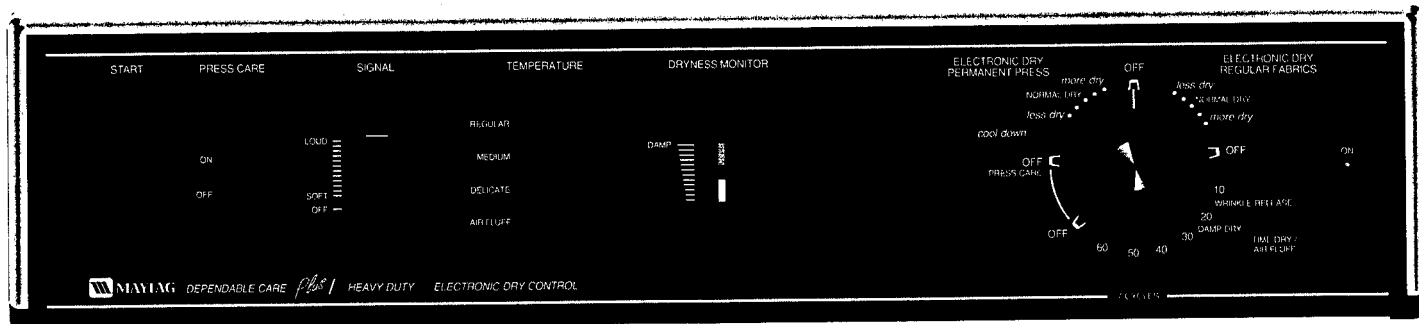 START
PRESS CARE
SIGNAL
TEMPERATURE
DRYNESS MONITOR
ELECTRONIC DRY
PERMANENT PRESS
OFF
ELECTRONIC DRY
REGULAR FABRICS
more dry
NORMAL DRY
less dry
cool down
less dry
NORMAL DRY
more dry
LOUD
SOFT
OFF
ON
OFF
REGULAR
MEDIUM
DELICATE
AIR FLUFF
DAMP
OFF
PRESS CARE
OFF
OFF
ON
10
WRINKLE RELEASE
20
DAMP DRY
30
TIME DRY /
AIR FLUFF
40
50
60
MAYTAG DEPENDABLE CARE plus / HEAVY DUTY ELECTRONIC DRY CONTROL
CYCLES